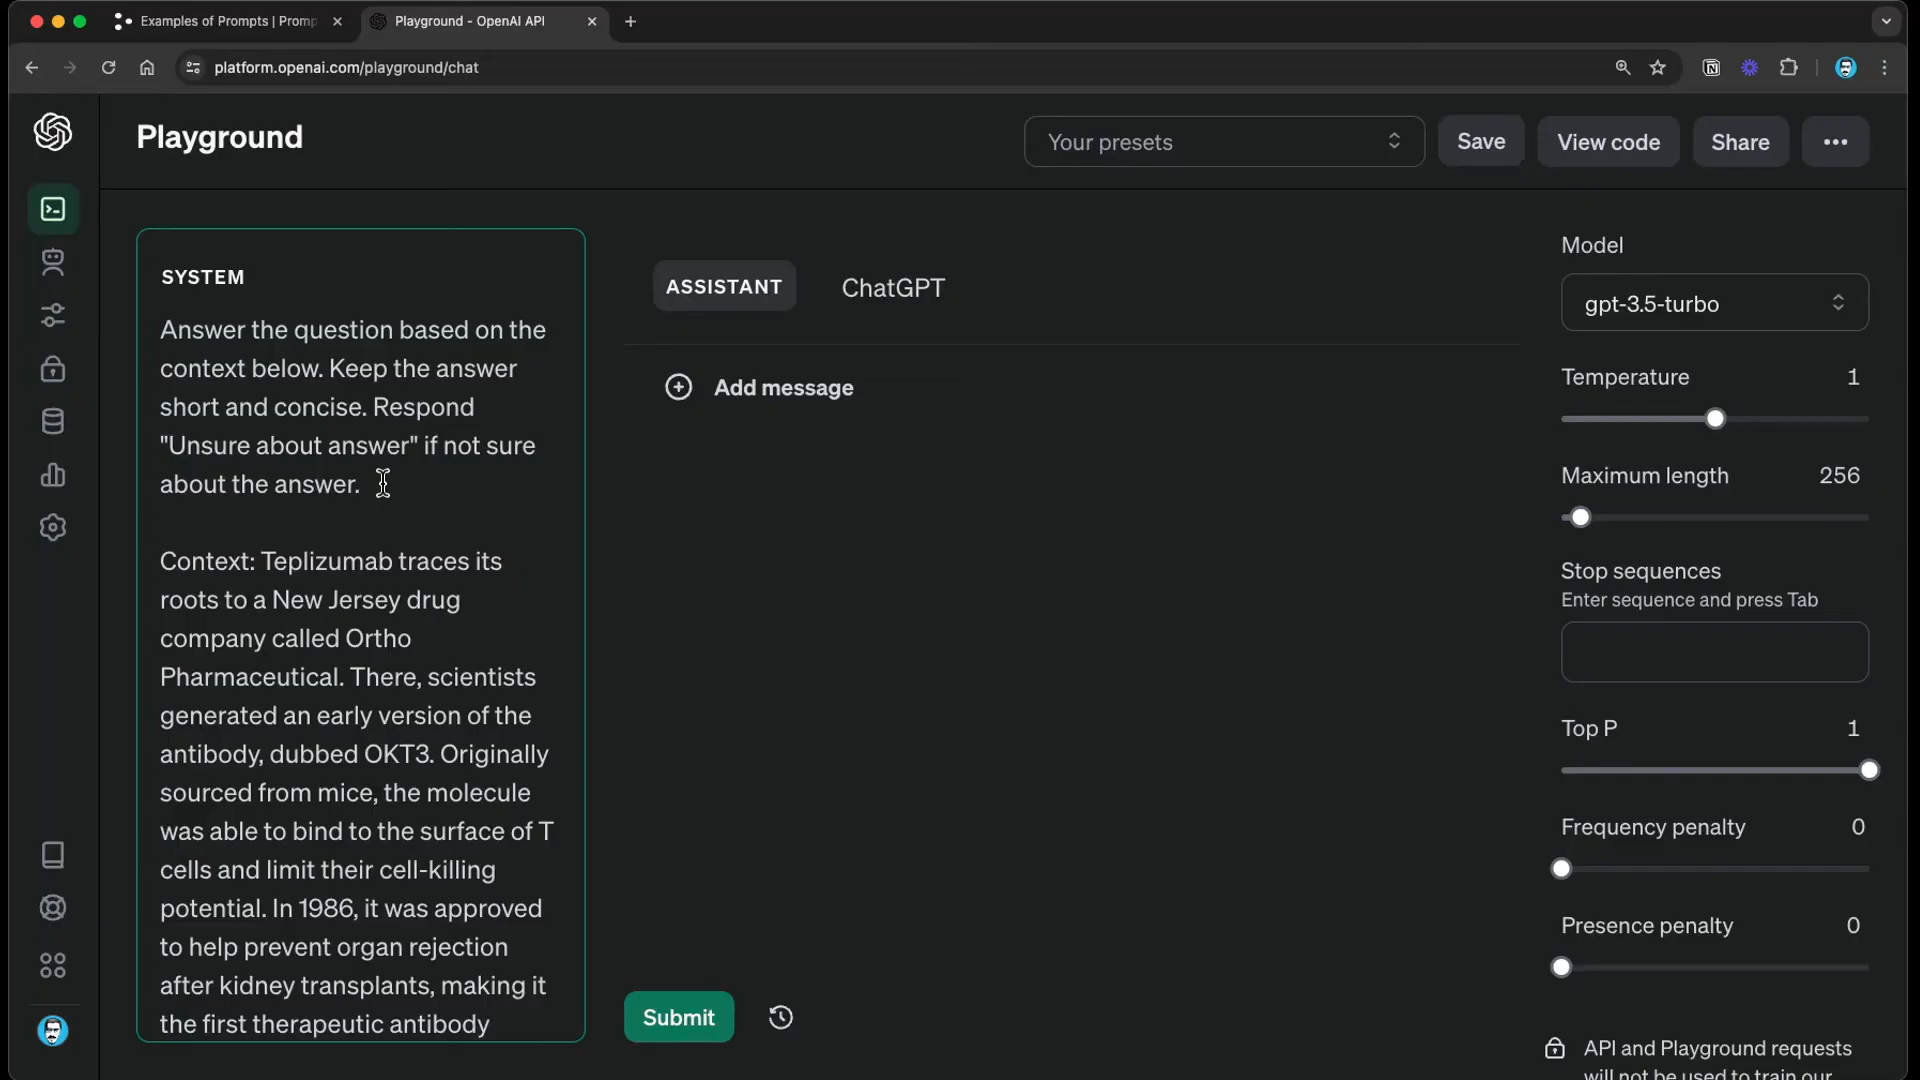 Examples of Prompts | Promp
Playground - OpenAI API
platform.openai.com/playground/chat
Playground
Your presets
Save
View code
Share
SYSTEM
Answer the question based on the
context below. Keep the answer
short and concise. Respond
"Unsure about answer" if not sure
about the answer.
Context: Teplizumab traces its
roots to a New Jersey drug
company called Ortho
Pharmaceutical. There, scientists
generated an early version of the
antibody, dubbed OKT3. Originally
sourced from mice, the molecule
was able to bind to the surface of T
cells and limit their cell-killing
potential. In 1986, it was approved
to help prevent organ rejection
after kidney transplants, making it
the first therapeutic antibody
ASSISTANT
ChatGPT
Add message
Submit
Model
gpt-3.5-turbo
Temperature 1
Maximum length 256
Stop sequences
Enter sequence and press Tab
Top P 1
Frequency penalty 0
Presence penalty 0
API and Playground requests
will not be used to train our